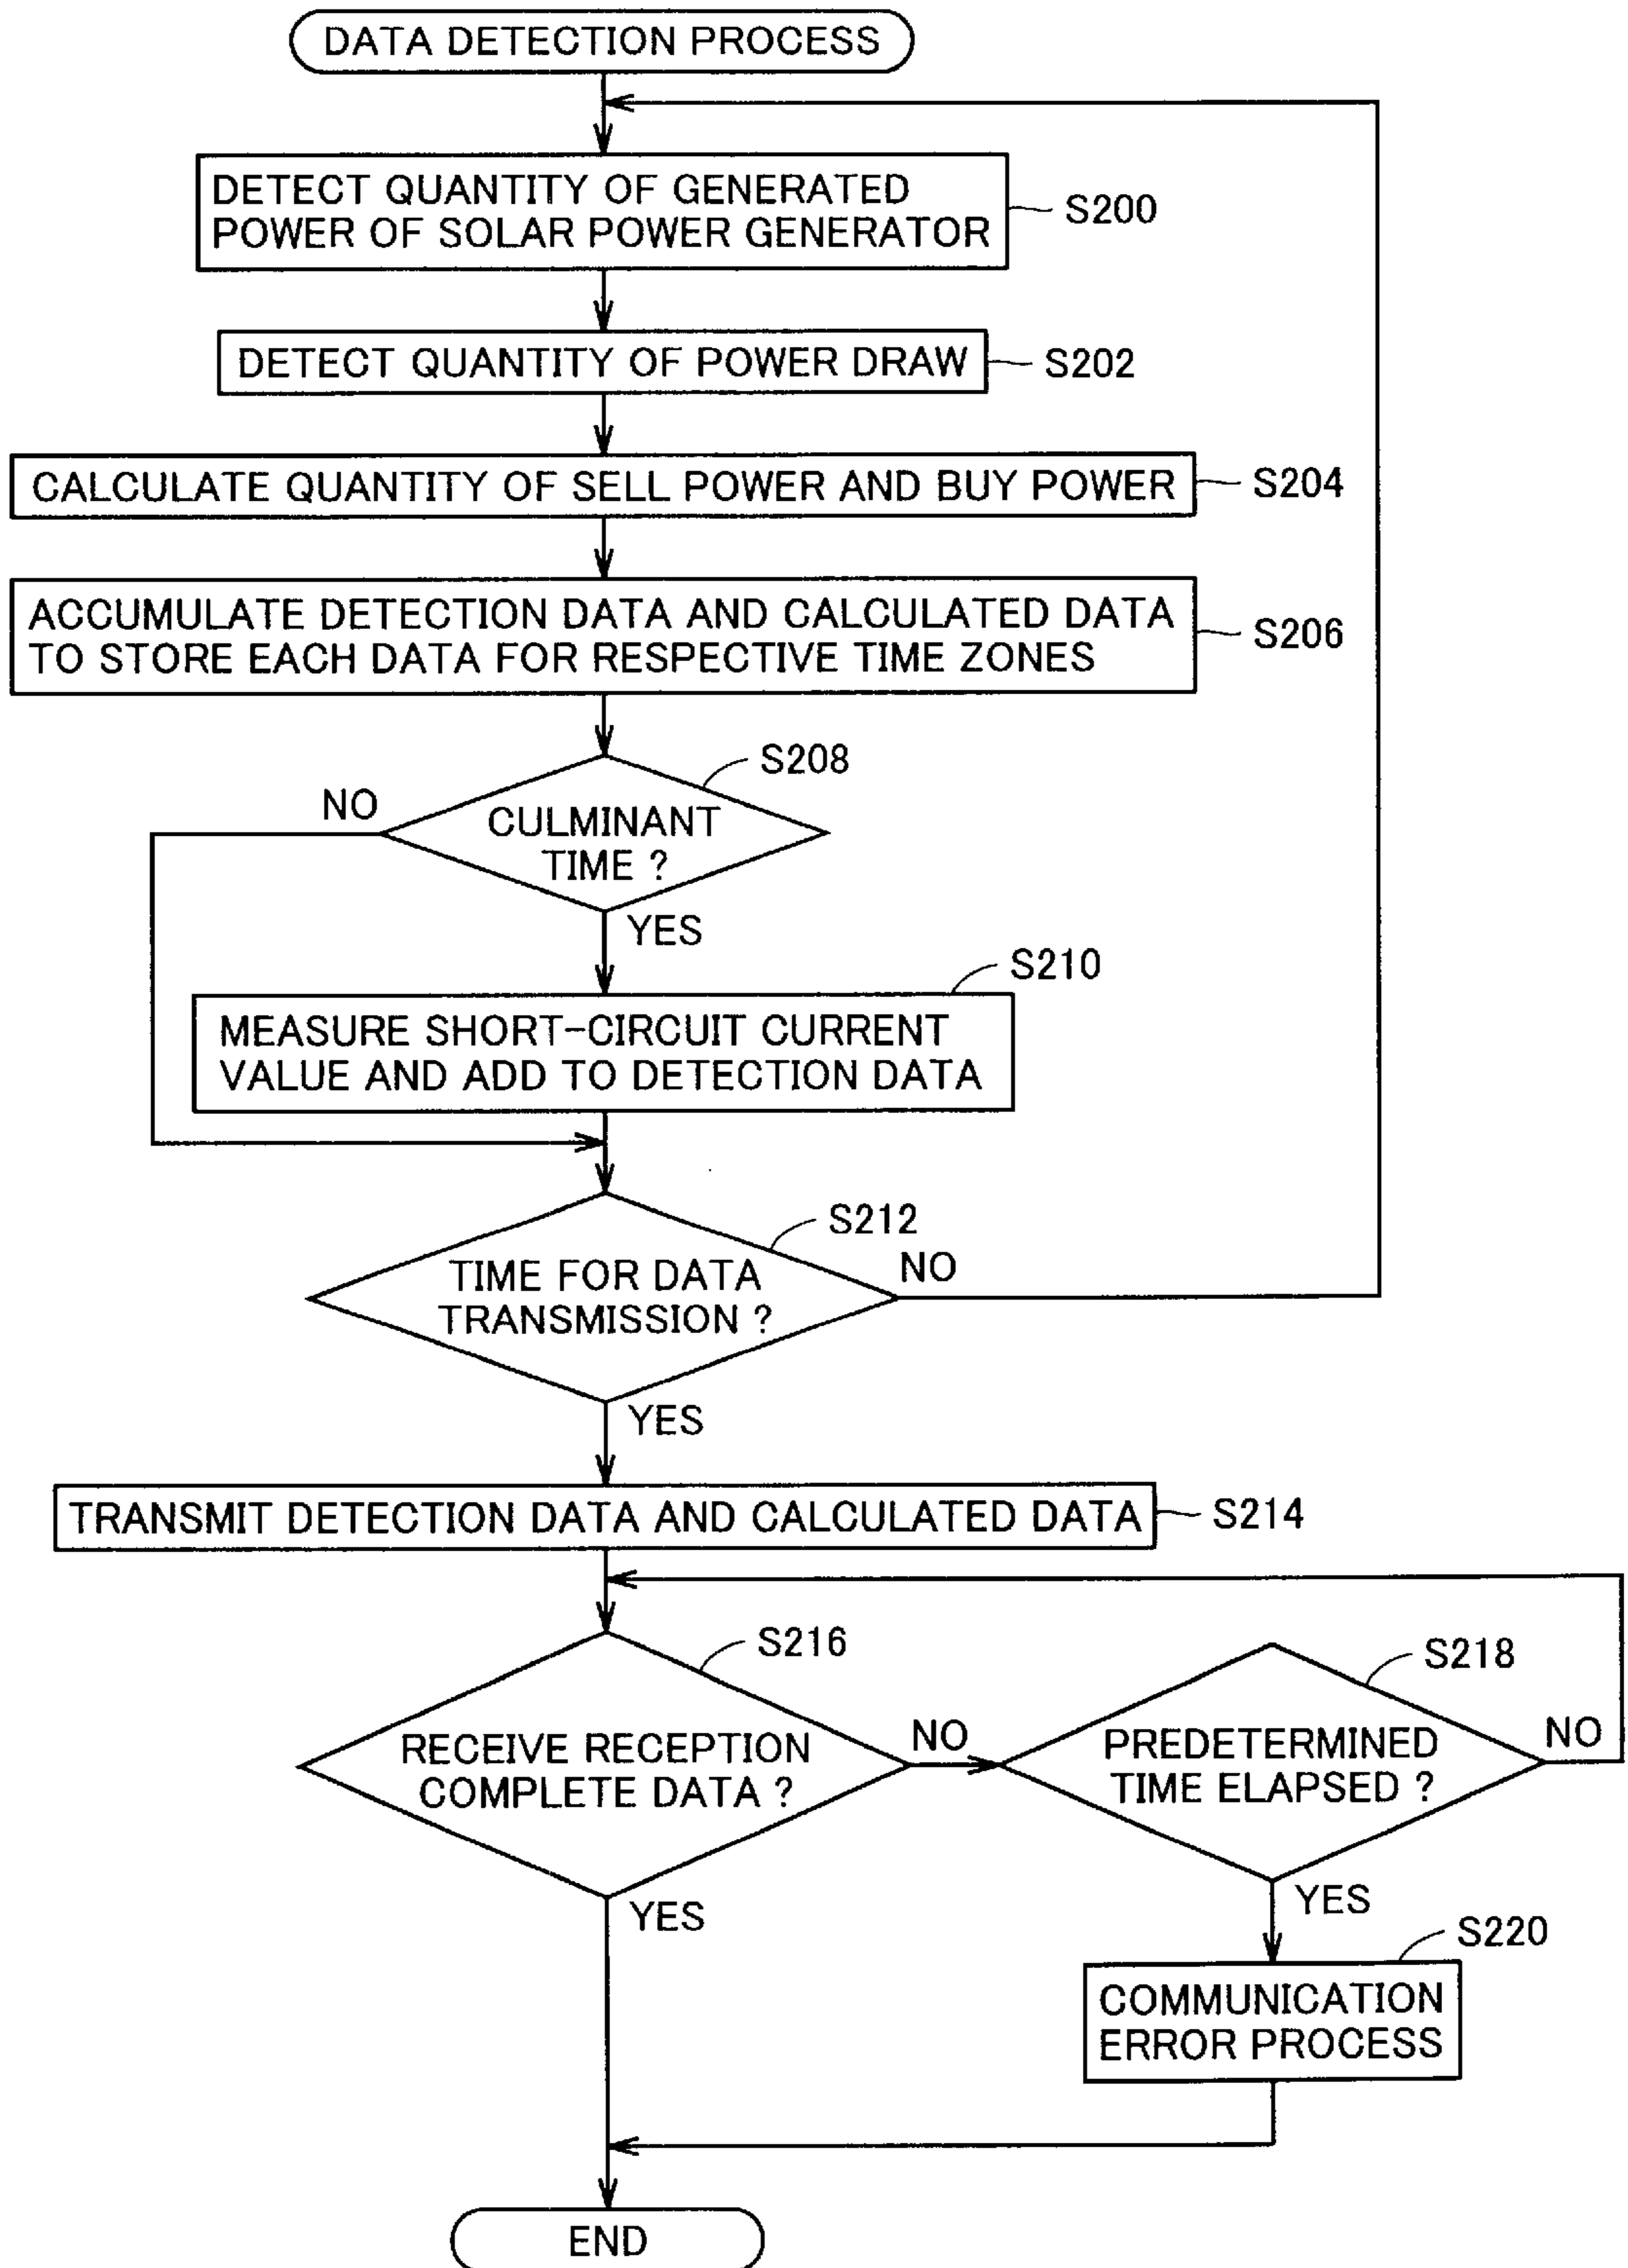 DATA DETECTION PROCESS
DETECT QUANTITY OF GENERATED
POWER OF SOLAR POWER GENERATOR
S200
DETECT QUANTITY OF POWER DRAW
S202
CALCULATE QUANTITY OF SELL POWER AND BUY POWER
S204
ACCUMULATE DETECTION DATA AND CALCULATED DATA
TO STORE EACH DATA FOR RESPECTIVE TIME ZONES
S206
S208
NO
CULMINANT
TIME ?
YES
S210
MEASURE SHORT-CIRCUIT CURRENT
VALUE AND ADD TO DETECTION DATA
S212
TIME FOR DATA
TRANSMISSION ?
NO
YES
TRANSMIT DETECTION DATA AND CALCULATED DATA
S214
S216
RECEIVE RECEPTION
COMPLETE DATA ?
NO
YES
S218
PREDETERMINED
TIME ELAPSED ?
NO
YES
S220
COMMUNICATION
ERROR PROCESS
END